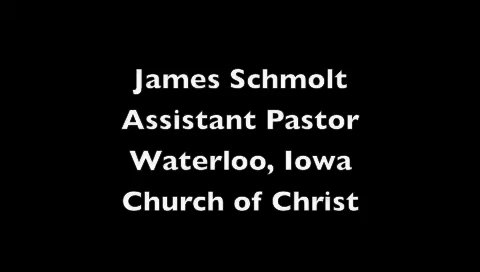 James Schmolt
Assistant Pastor
Waterloo, Iowa
Church of Christ